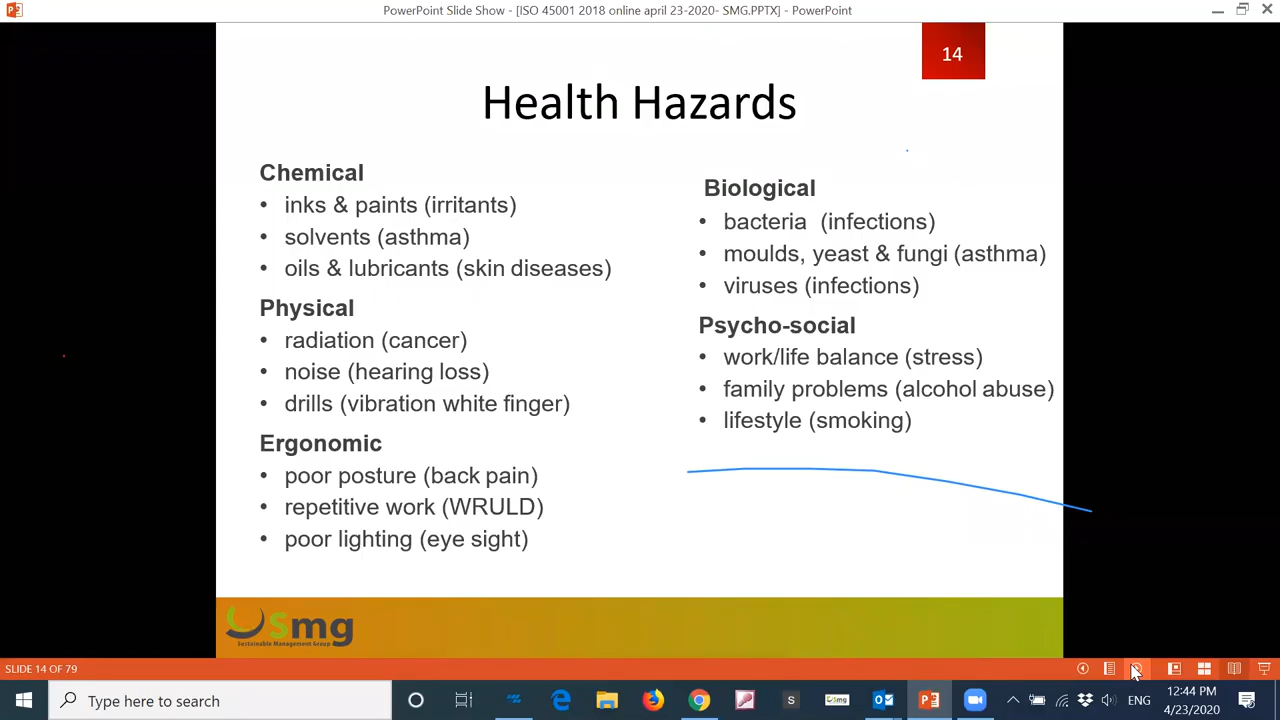 PowerPoint Slide Show - [ISO 45001 2018 online april 23-2020- SMG.PPTX] - PowerPoint
14
Health Hazards
Chemical
• inks & paints (irritants)
• solvents (asthma)
• oils & lubricants (skin diseases)
Physical
• radiation (cancer)
• noise (hearing loss)
• drills (vibration white finger)
Ergonomic
• poor posture (back pain)
• repetitive work (WRULD)
• poor lighting (eye sight)
Biological
• bacteria (infections)
• moulds, yeast & fungi (asthma)
• viruses (infections)
Psycho-social
• work/life balance (stress)
• family problems (alcohol abuse)
• lifestyle (smoking)
Smg
Sustainable Management Group
SLIDE 14 OF 79
Type here to search
S
Smg
ENG
12:44 PM
4/23/2020